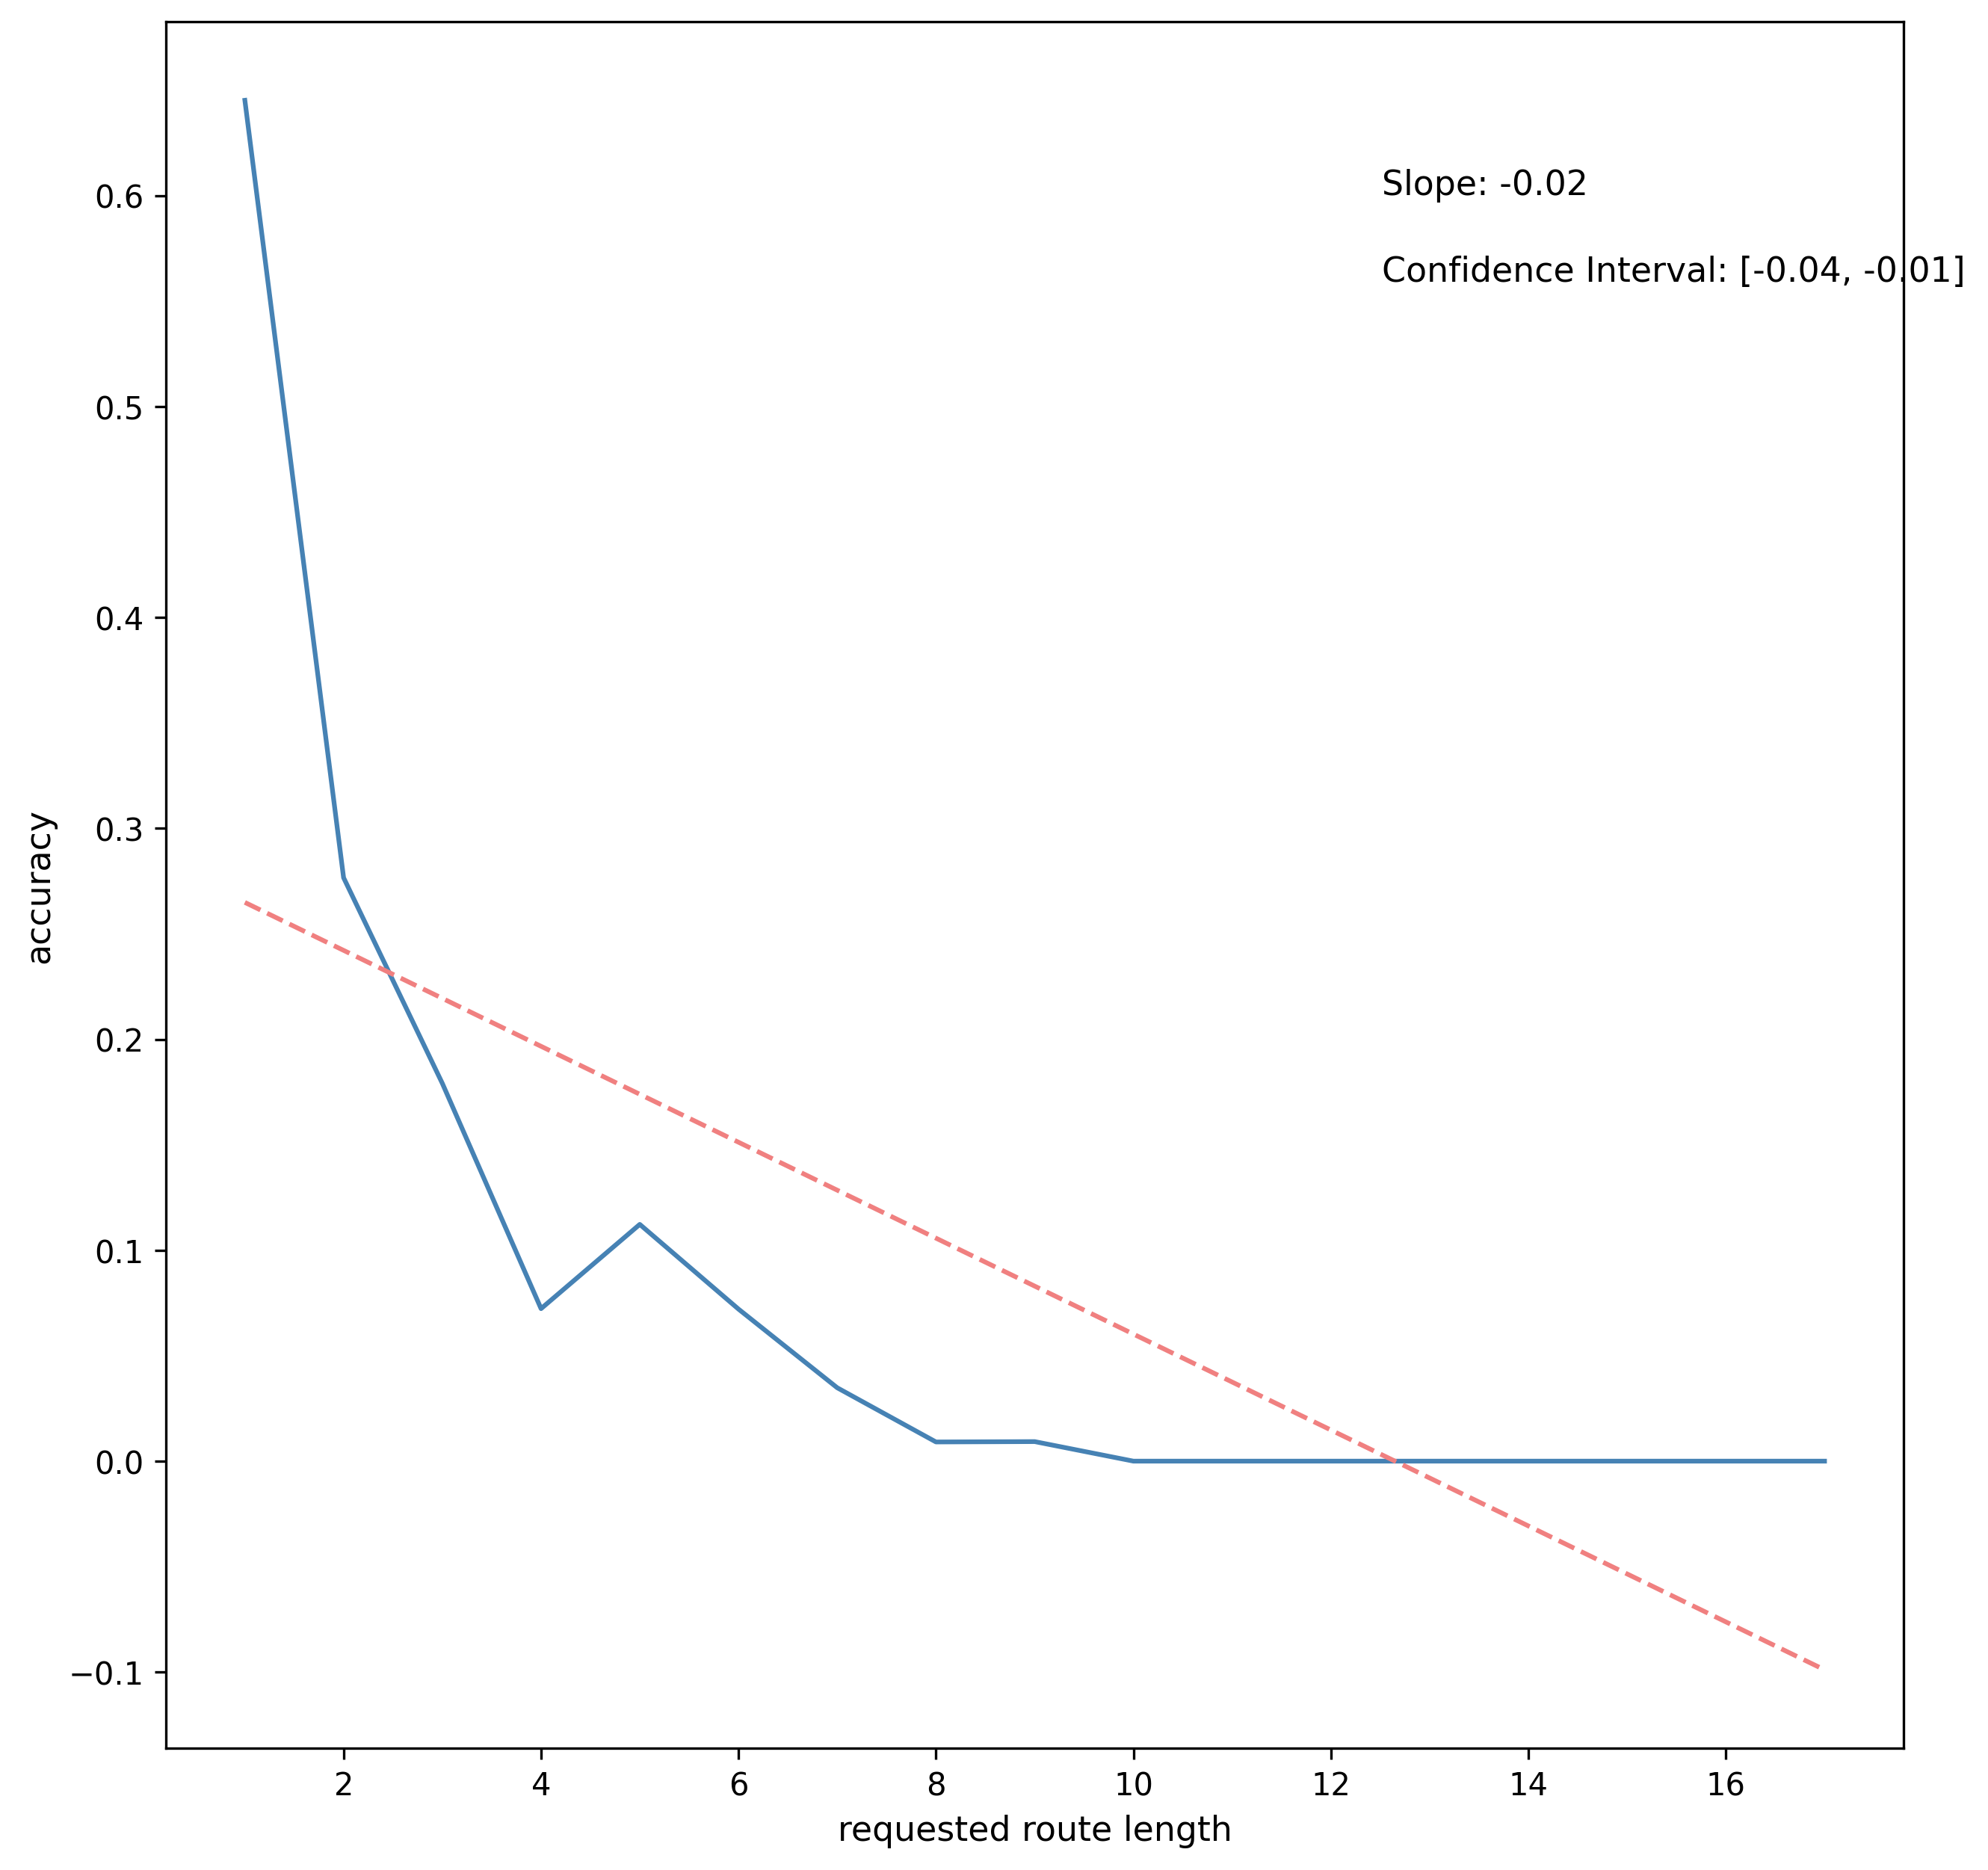 Slope: -0.02
Confidence Interval: [-0.04, -0.01]
0.6
0.5
0.4
0.3
0.2
0.1
0.0
−0.1
accuracy
2 4 6 8 10 12 14 16
requested route length